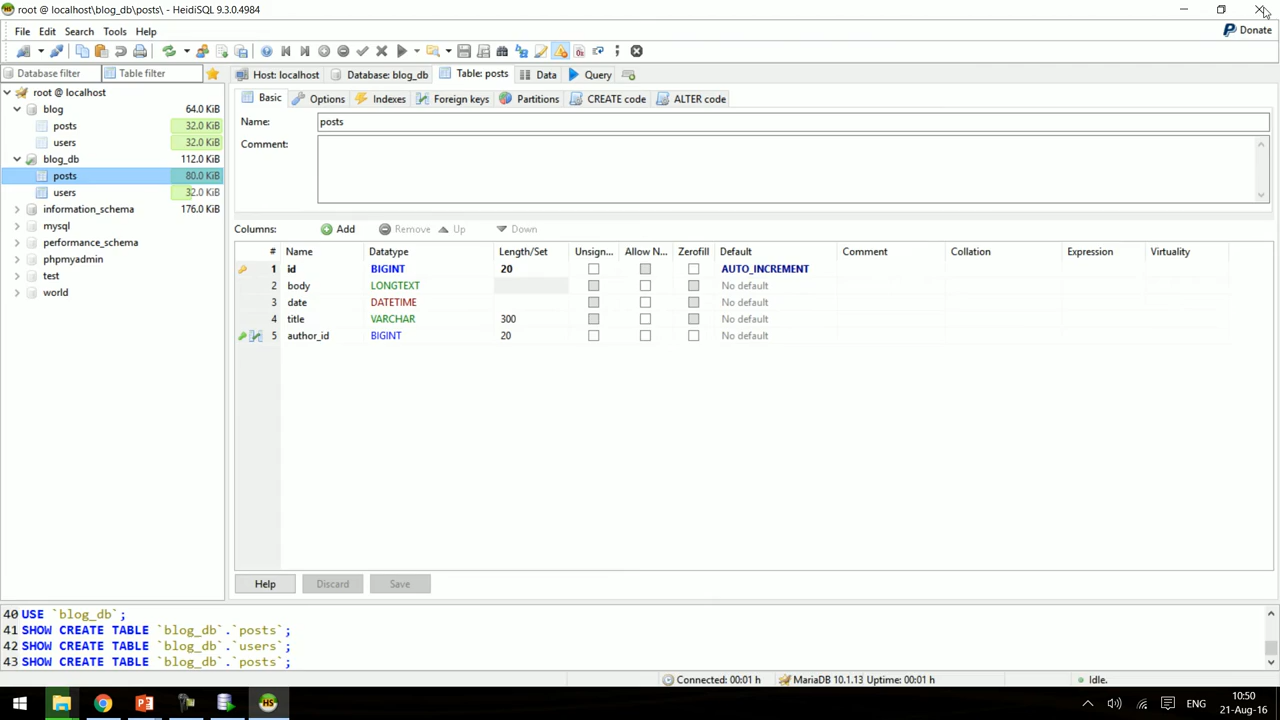 root @ localhost\blog_db\posts\ - HeidiSQL 9.3.0.4984
File Edit Search Tools Help
Donate
Database filter Table filter Host: localhost Database: blog_db Table: posts Data Query
root @ localhost
blog 64.0 KiB
posts 32.0 KiB
users 32.0 KiB
blog_db 112.0 KiB
posts 80.0 KiB
users 32.0 KiB
information_schema 176.0 KiB
mysql
performance_schema
phpmyadmin
test
world
Basic Options Indexes Foreign keys Partitions CREATE code ALTER code
Name: posts
Comment:
Columns: Add Remove Up Down
# Name Datatype Length/Set Unsign... Allow N... Zerofill Default Comment Collation Expression Virtuality
1 id BIGINT 20 AUTO_INCREMENT
2 body LONGTEXT No default
3 date DATETIME No default
4 title VARCHAR 300 No default
5 author_id BIGINT 20 No default
Help Discard Save
40 USE `blog_db`;
41 SHOW CREATE TABLE `blog_db`.`posts`;
42 SHOW CREATE TABLE `blog_db`.`users`;
43 SHOW CREATE TABLE `blog_db`.`posts`;
Connected: 00:01 h MariaDB 10.1.13 Uptime: 00:01 h Idle.
HS ENG 10:50
21-Aug-16